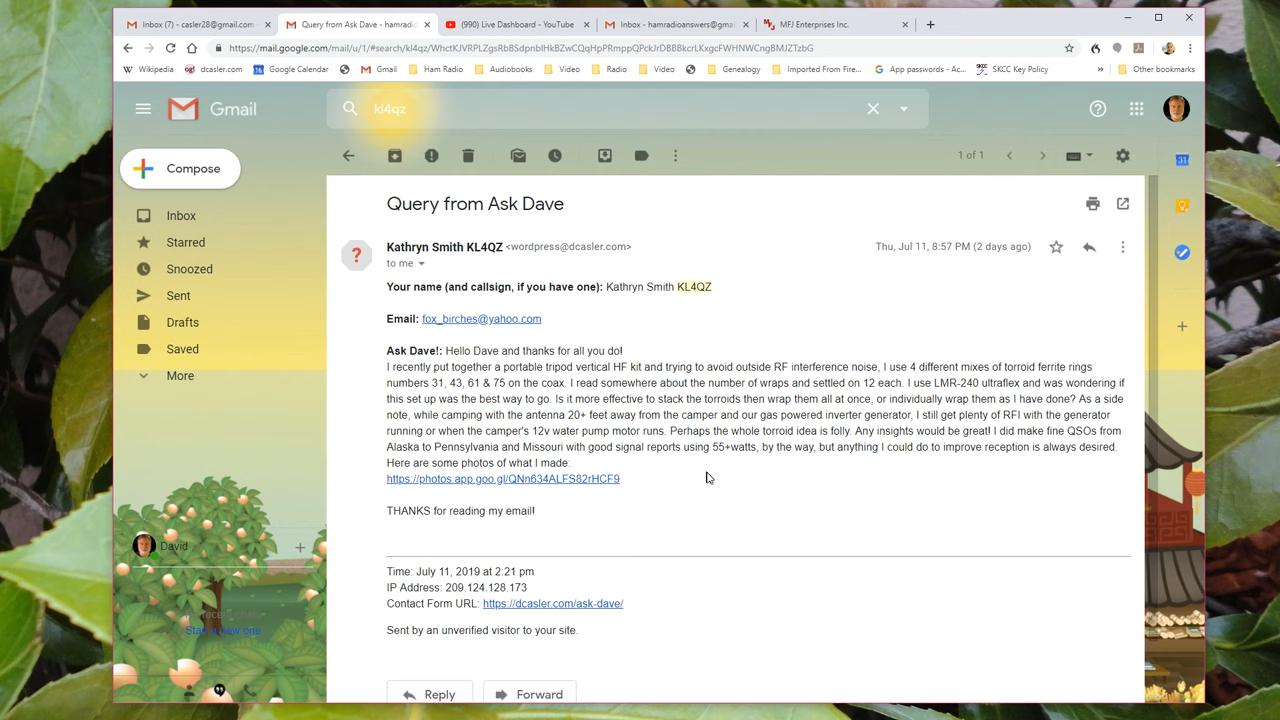 Inbox (7) - casler28@gmail.com
Query from Ask Dave - hamradio
(990) Live Dashboard - YouTube
Inbox - hamradioanswers@gmail
MFJ Enterprises Inc.
https://mail.google.com/mail/u/1/#search/kl4qz/
Wikipedia
dcasler.com
Google Calendar
Gmail
Ham Radio
Audiobooks
Video
Radio
Video
Genealogy
Imported From Fire...
App passwords - Ac...
SKCC Key Policy
Other bookmarks
Gmail
kl4qz
Compose
1 of 1
Inbox
Starred
Snoozed
Sent
Drafts
Saved
More
David
Start a new one
Query from Ask Dave
Kathryn Smith KL4QZ <wordpress@dcasler.com>
Thu, Jul 11, 8:57 PM (2 days ago)
to me
Your name (and callsign, if you have one): Kathryn Smith KL4QZ
Email: fox_birches@yahoo.com
Ask Dave!: Hello Dave and thanks for all you do!
I recently put together a portable tripod vertical HF kit and trying to avoid outside RF interference noise, I use 4 different mixes of torroid ferrite rings
numbers 31, 43, 61 & 75 on the coax. I read somewhere about the number of wraps and settled on 12 each. I use LMR-240 ultraflex and was wondering if
this set up was the best way to go. Is it more effective to stack the torroids then wrap them all at once, or individually wrap them as I have done? As a side
note, while camping with the antenna 20+ feet away from the camper and our gas powered inverter generator, I still get plenty of RFI with the generator
running or when the camper's 12v water pump motor runs. Perhaps the whole torroid idea is folly. Any insights would be great! I did make fine QSOs from
Alaska to Pennsylvania and Missouri with good signal reports using 55+watts, by the way, but anything I could do to improve reception is always desired.
Here are some photos of what I made:
https://photos.app.goo.gl/QNn634ALFS82rHCF9
THANKS for reading my email!
Time: July 11, 2019 at 2:21 pm
IP Address: 209.124.128.173
Contact Form URL: https://dcasler.com/ask-dave/
Sent by an unverified visitor to your site.
Reply
Forward